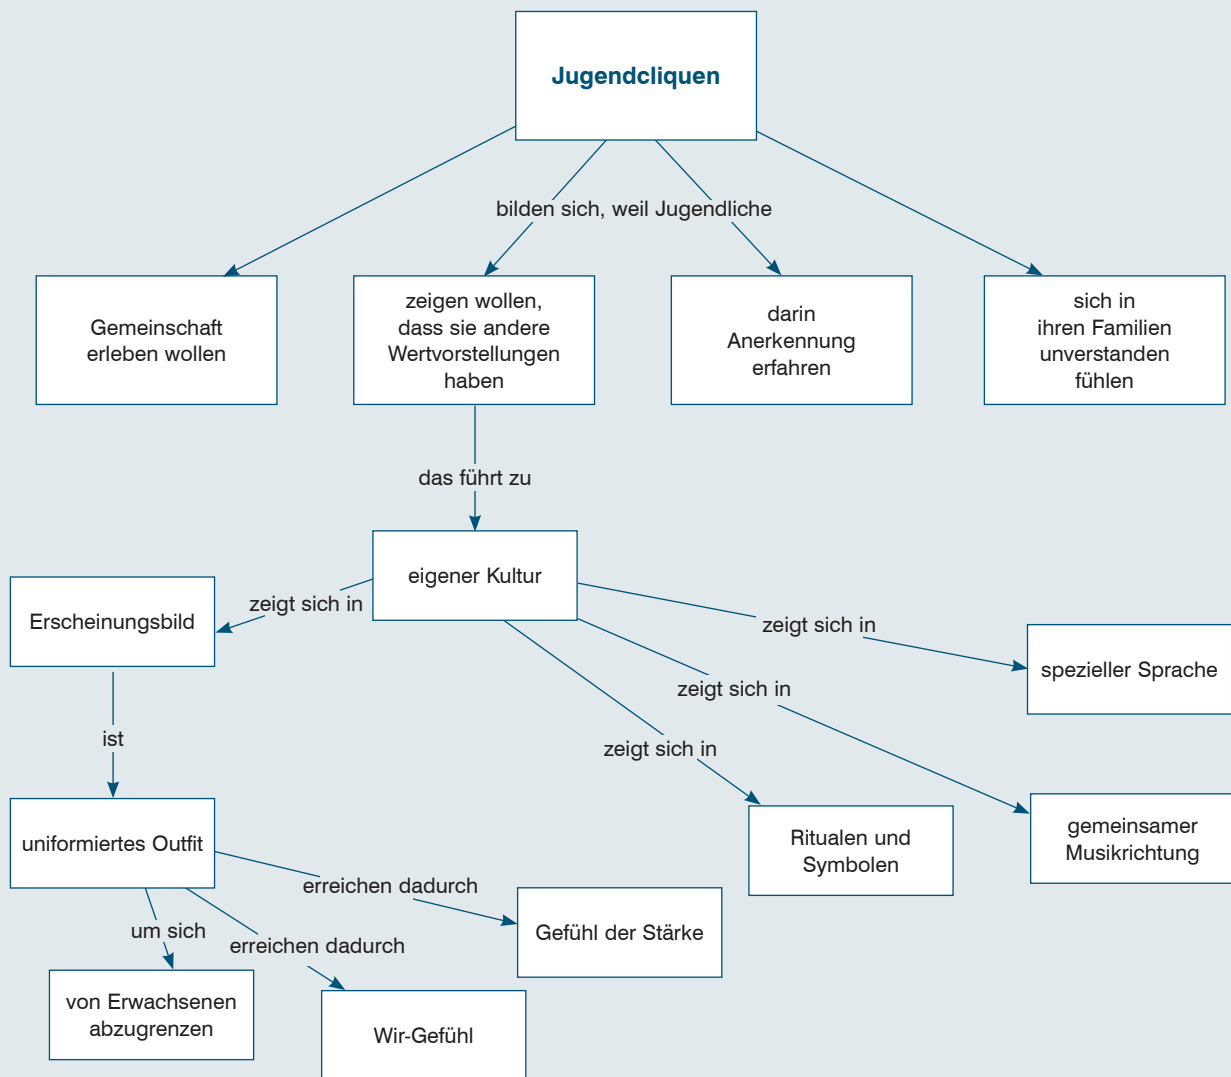 Jugendcliquen
bilden sich, weil Jugendliche
Gemeinschaft
erleben wollen
zeigen wollen,
dass sie andere
Wertvorstellungen
haben
darin
Anerkennung
erfahren
sich in
ihren Familien
unverstanden
fühlen
das führt zu
eigener Kultur
zeigt sich in
Erscheinungsbild
zeigt sich in
spezieller Sprache
zeigt sich in
zeigt sich in
ist
uniformiertes Outfit
Ritualen und
Symbolen
gemeinsamer
Musikrichtung
erreichen dadurch
Gefühl der Stärke
um sich
erreichen dadurch
von Erwachsenen
abzugrenzen
Wir-Gefühl